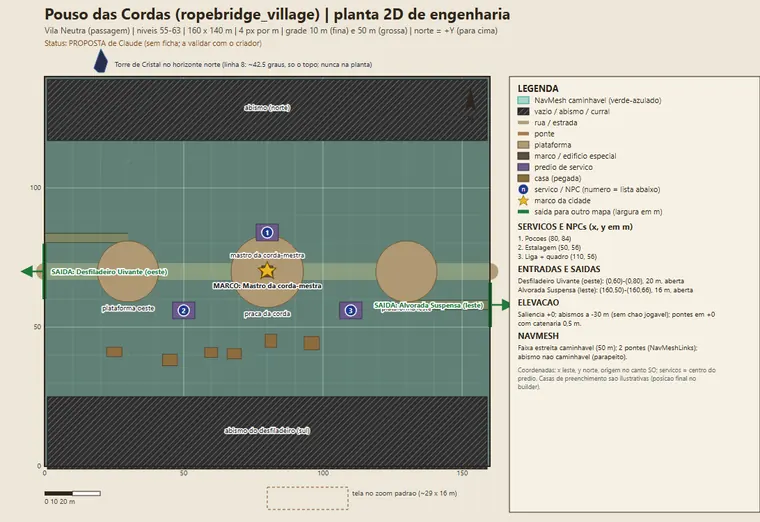 Pouso das Cordas (ropebridge_village) | planta 2D de engenharia
Vila Neutra (passagem) | niveis 55-63 | 160 x 140 m | 4 px por m | grade 10 m (fina) e 50 m (grossa) | norte = +Y (para cima)
Status: PROPOSTA de Claude (sem ficha; a validar com o criador)
Torre de Cristal no horizonte norte (linha 8: ~42.5 graus, so o topo; nunca na planta)
abismo (norte)
100
1
mastro da corda-mestra
SAIDA: Desfiladeiro Uivante (oeste)
MARCO: Mastro da corda-mestra
SAIDA: Alvorada Suspensa (leste)
plataforma oeste
2
praca da corda
3
50
abismo do desfiladeiro (sul)
0
0
50
100
150
0 10 20 m
tela no zoom padrao (~29 x 16 m)
LEGENDA
NavMesh caminhavel (verde-azulado)
vazio / abismo / curral
rua / estrada
ponte
plataforma
marco / edificio especial
predio de servico
casa (pegada)
n servico / NPC (numero = lista abaixo)
marco da cidade
saida para outro mapa (largura em m)
SERVICOS E NPCs (x, y em m)
1. Pocoes (80, 84)
2. Estalagem (50, 56)
3. Liga + quadro (110, 56)
ENTRADAS E SAIDAS
Desfiladeiro Uivante (oeste): (0,60)-(0,80), 20 m, aberta
Alvorada Suspensa (leste): (160,50)-(160,66), 16 m, aberta
ELEVACAO
Saliencia +0; abismos a -30 m (sem chao jogavel); pontes em +0
com catenaria 0,5 m.
NAVMESH
Faixa estreita caminhavel (50 m); 2 pontes (NavMeshLinks);
abismo nao caminhavel (parapeito).
Coordenadas: x leste, y norte, origem no canto SO; servicos = centro do
predio. Casas de preenchimento sao ilustrativas (posicao final no
builder).